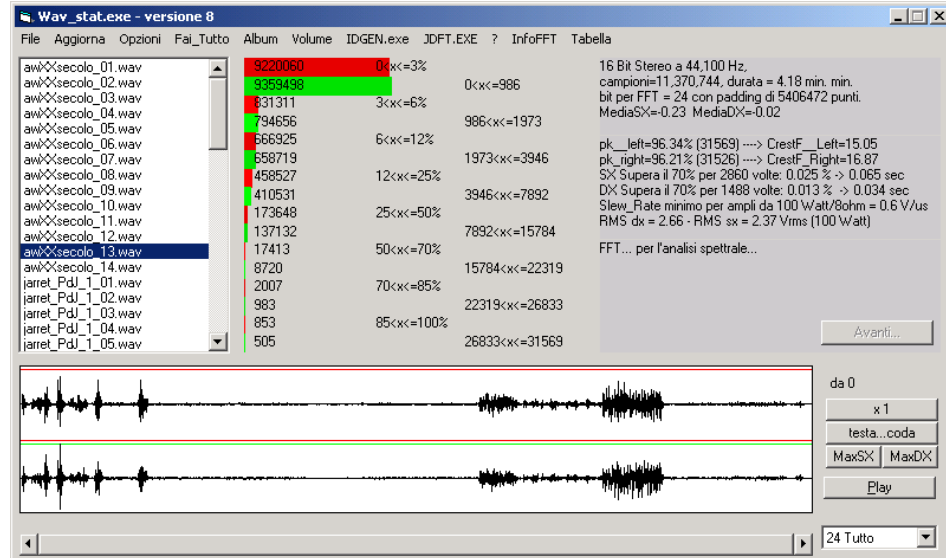 Wav_stat.exe - versione 8
File Aggiorna Opzioni Fai_Tutto Album Volume IDGEN.exe JDFT.EXE ? InfoFFT Tabella
awXXsecolo_01.wav
awXXsecolo_02.wav
awXXsecolo_03.wav
awXXsecolo_04.wav
awXXsecolo_05.wav
awXXsecolo_06.wav
awXXsecolo_07.wav
awXXsecolo_08.wav
awXXsecolo_09.wav
awXXsecolo_10.wav
awXXsecolo_11.wav
awXXsecolo_12.wav
awXXsecolo_13.wav
awXXsecolo_14.wav
jarret_PdJ_1_01.wav
jarret_PdJ_1_02.wav
jarret_PdJ_1_03.wav
jarret_PdJ_1_04.wav
jarret_PdJ_1_05.wav
9220060 0<x<=3%
9359498 0<x<=986
831311 3<x<=6%
794656 986<x<=1973
666925 6<x<=12%
658719 1973<x<=3946
458527 12<x<=25%
410531 3946<x<=7892
173648 25<x<=50%
137132 7892<x<=15784
17413 50<x<=70%
8720 15784<x<=22319
2007 70<x<=85%
983 22319<x<=26833
853 85<x<=100%
505 26833<x<=31569
16 Bit Stereo a 44,100 Hz,
campioni=11,370,744, durata = 4.18 min. min.
bit per FFT = 24 con padding di 5406472 punti.
MediaSX=-0.23 MediaDX=-0.02
pk__left=96.34% (31569) ----> CrestF__Left=15.05
pk_right=96.21% (31526) ----> CrestF_Right=16.87
SX Supera il 70% per 2860 volte: 0.025 % -> 0.065 sec
DX Supera il 70% per 1488 volte: 0.013 % -> 0.034 sec
Slew_Rate minimo per ampli da 100 Watt/8ohm = 0.6 V/us
RMS dx = 2.66 - RMS sx = 2.37 Vrms (100 Watt)
FFT... per l'analisi spettrale...
Avanti...
da 0
x 1
testa...coda
MaxSX MaxDX
Play
24 Tutto